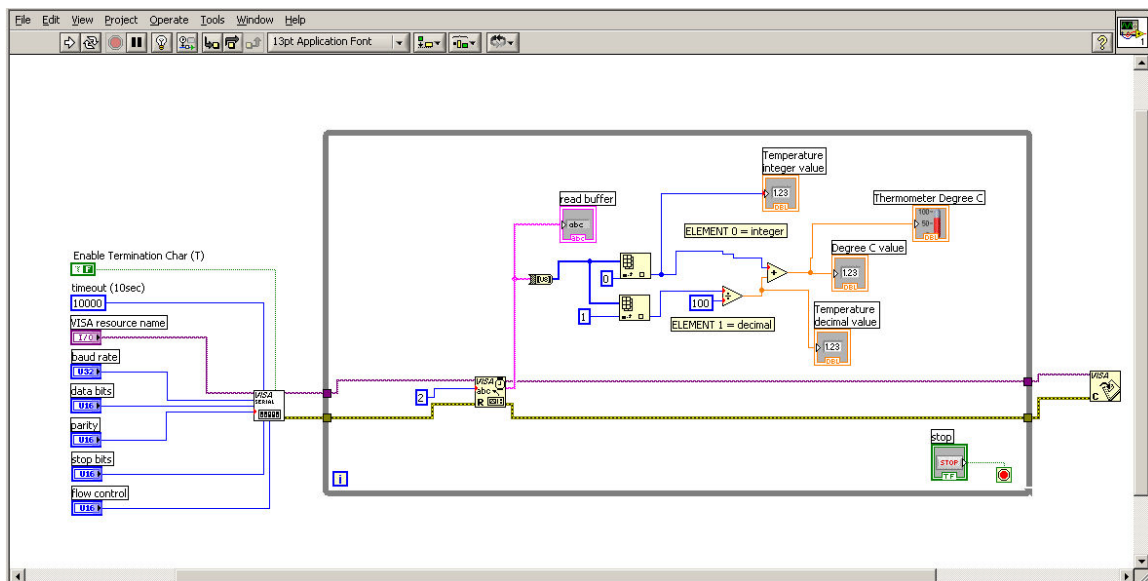 File Edit View Project Operate Tools Window Help
13pt Application Font
?
1
Temperature
integer value
1.23
DBL
read buffer
abc
abc
Thermometer Degree C
100-
50-
DBL
ELEMENT 0 = integer
Degree C value
1.23
DBL
Enable Termination Char (T)
F
timeout (10sec)
10000
[U8]
0
+
100
÷
1
ELEMENT 1 = decimal
Temperature
decimal value
1.23
DBL
VISA resource name
I/O
baud rate
U32
data bits
U16
parity
U16
stop bits
U16
flow control
U16
VISA
SERIAL
2
VISA
abc
R
VISA
C
stop
STOP
TF
i